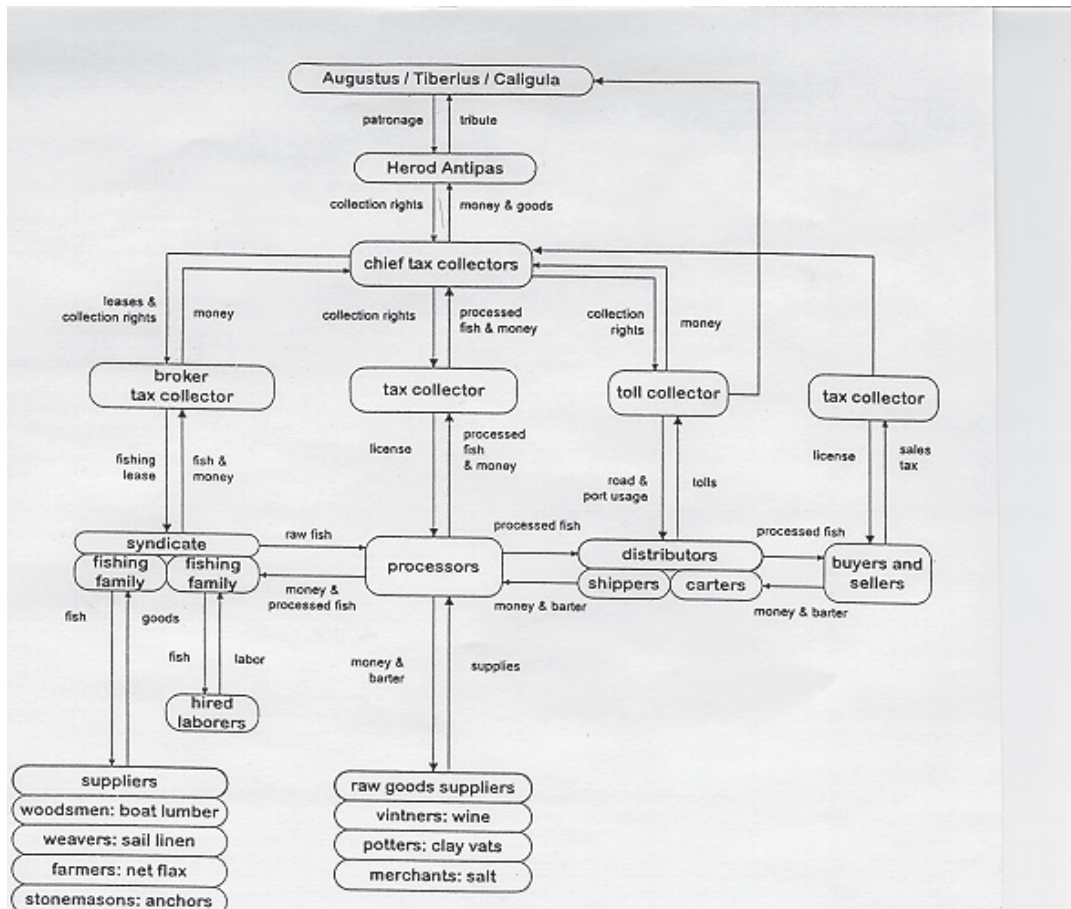 Augustus / Tiberius / Caligula
patronage
tribute
Herod Antipas
collection rights
money & goods
chief tax collectors
leases &
collection rights
money
collection rights
processed
fish & money
collection
rights
money
broker
tax collector
tax collector
toll collector
tax collector
fishing
lease
fish &
money
license
processed
fish
& money
road &
port usage
tolls
license
sales
tax
syndicate
fishing
family
fishing
family
raw fish
money &
processed fish
processors
processed fish
money & barter
distributors
shippers
carters
processed fish
money & barter
buyers and
sellers
fish
goods
fish
labor
hired
laborers
money &
barter
supplies
suppliers
woodsmen: boat lumber
weavers: sail linen
farmers: net flax
stonemasons: anchors
raw goods suppliers
vintners: wine
potters: clay vats
merchants: salt